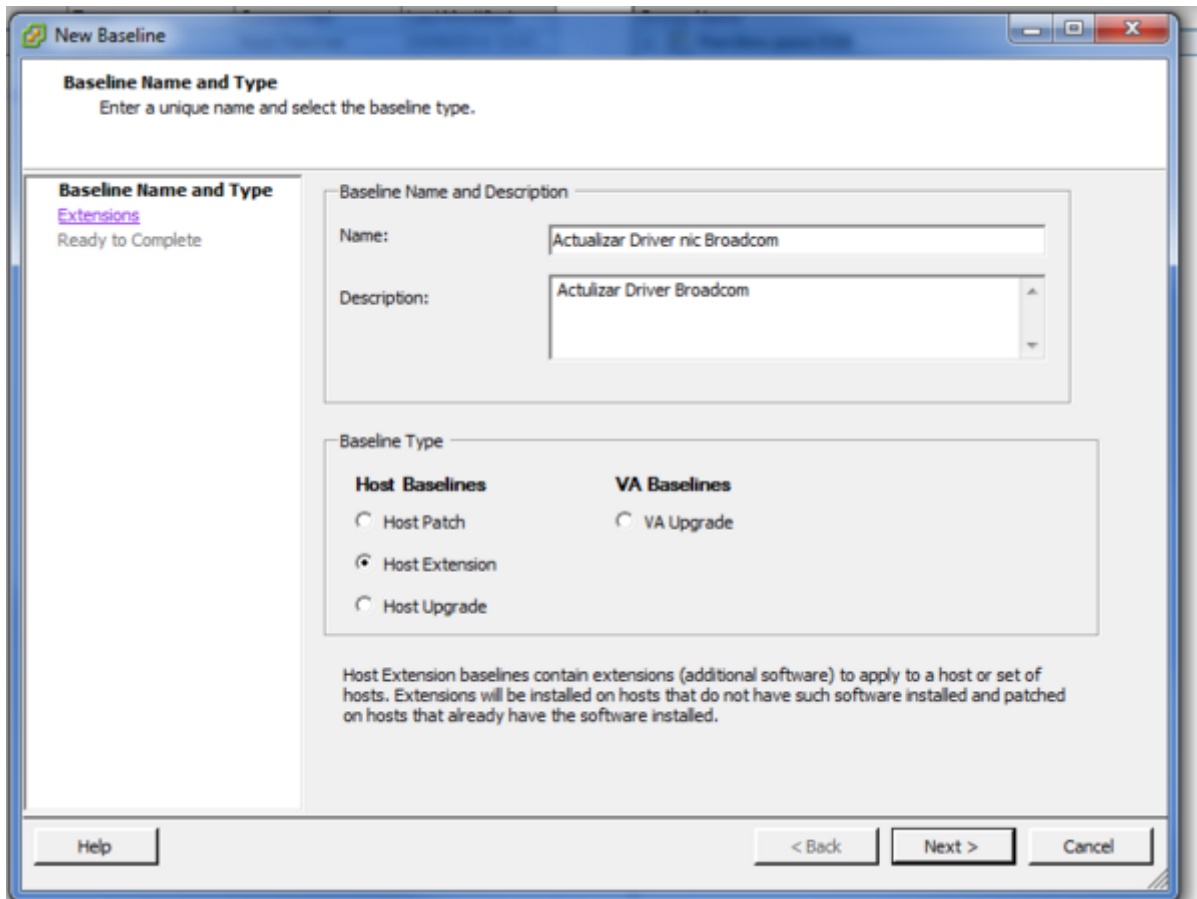 New Baseline
Baseline Name and Type
Enter a unique name and select the baseline type.
Baseline Name and Type
Extensions
Ready to Complete
Baseline Name and Description
Name:
Actualizar Driver nic Broadcom
Description:
Actulizar Driver Broadcom
Baseline Type
Host Baselines
VA Baselines
Host Patch
VA Upgrade
Host Extension
Host Upgrade
Host Extension baselines contain extensions (additional software) to apply to a host or set of
hosts. Extensions will be installed on hosts that do not have such software installed and patched
on hosts that already have the software installed.
Help
< Back
Next >
Cancel